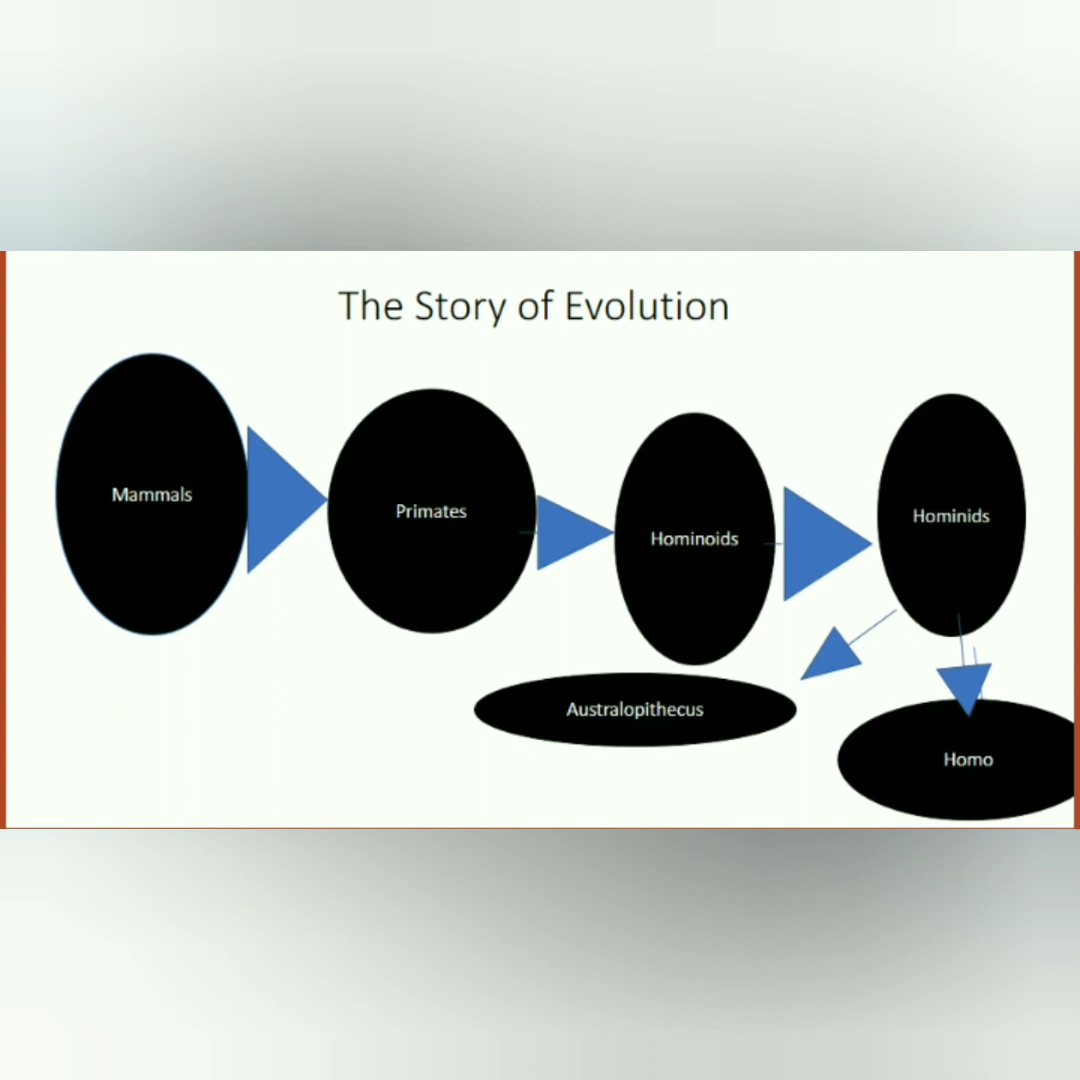 The Story of Evolution
Mammals
Primates
Hominoids
Hominids
Australopithecus
Homo